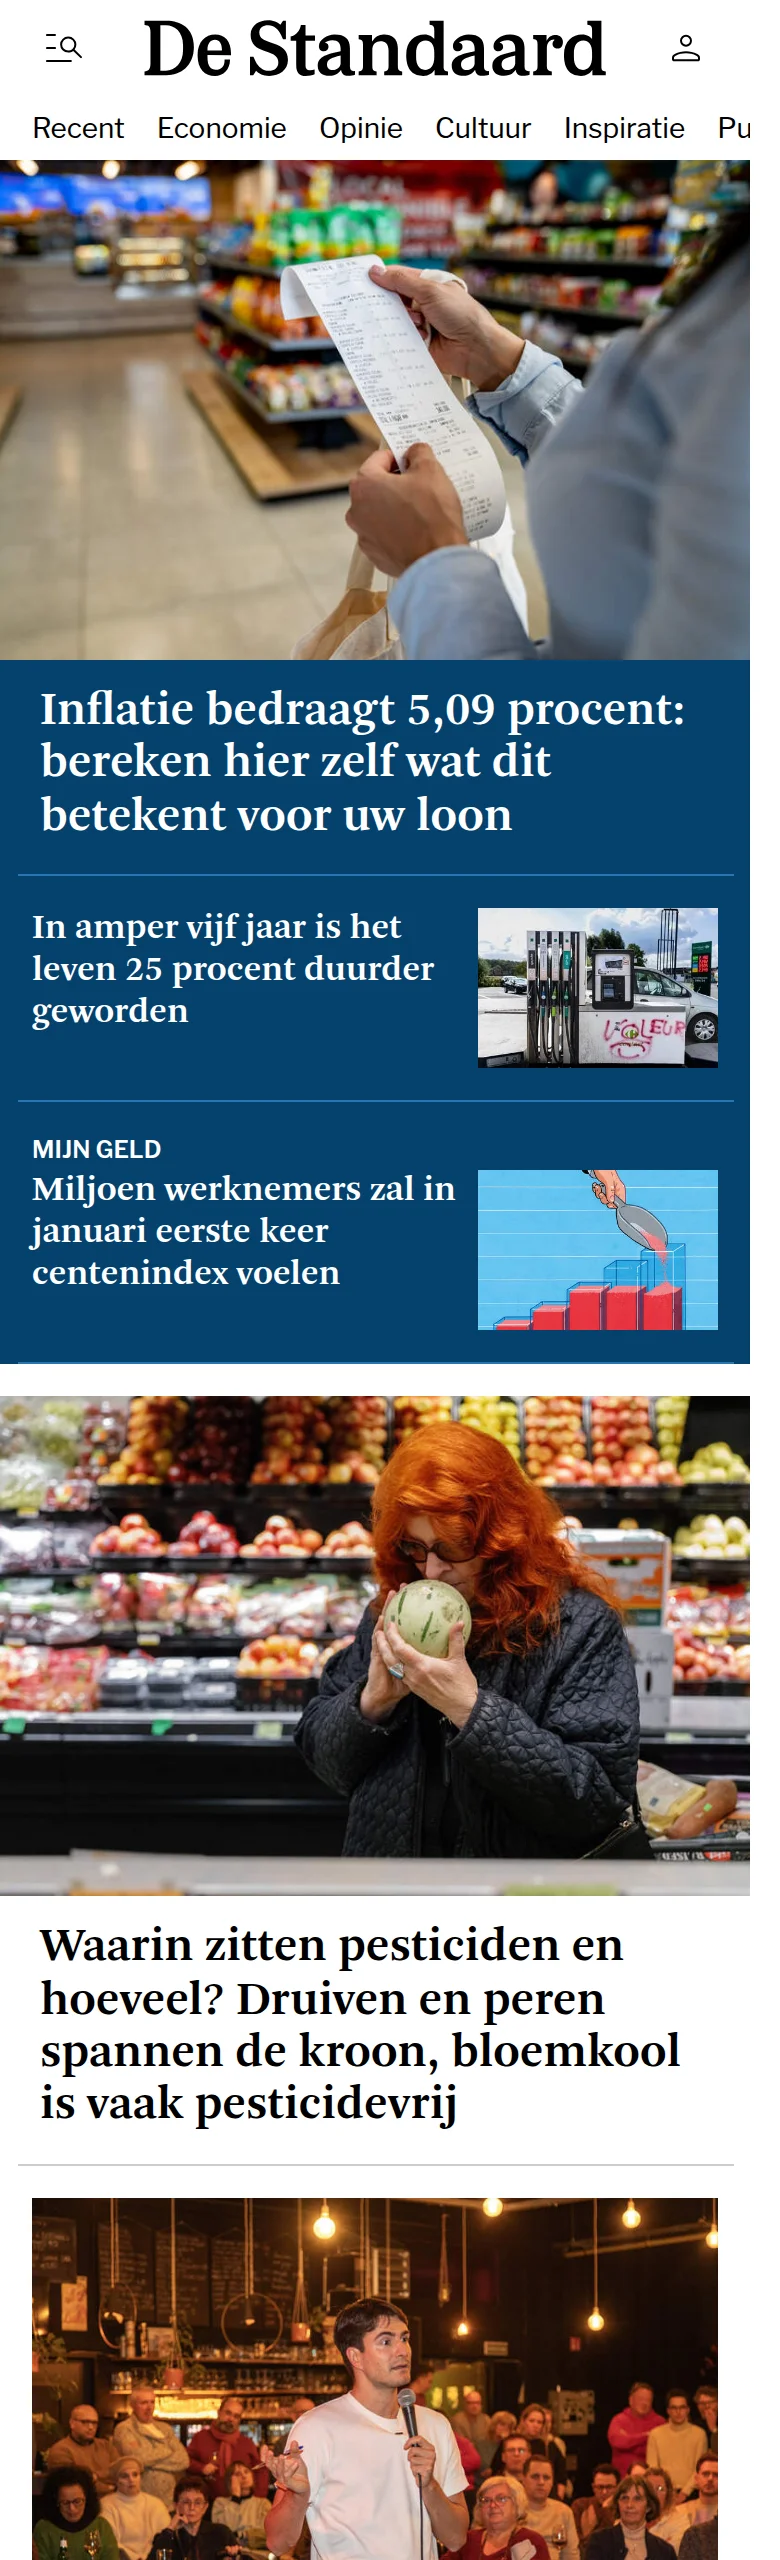 De Standaard
Recent Economie Opinie Cultuur Inspiratie Pu
Inflatie bedraagt 5,09 procent:
bereken hier zelf wat dit
betekent voor uw loon
In amper vijf jaar is het
leven 25 procent duurder
geworden
VOLEUR
MIJN GELD
Miljoen werknemers zal in
januari eerste keer
centenindex voelen
Waarin zitten pesticiden en
hoeveel? Druiven en peren
spannen de kroon, bloemkool
is vaak pesticidevrij